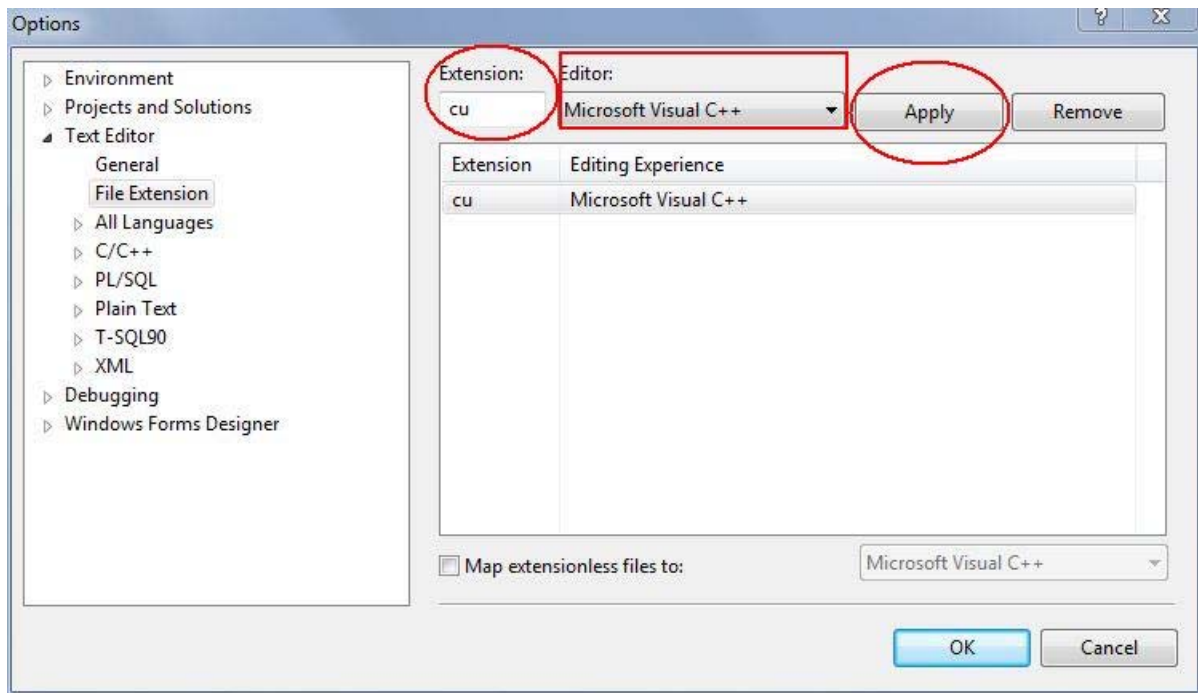 Options
Environment
Projects and Solutions
Text Editor
General
File Extension
All Languages
C/C++
PL/SQL
Plain Text
T-SQL90
XML
Debugging
Windows Forms Designer
Extension: Editor:
cu Microsoft Visual C++ Apply Remove
Extension Editing Experience
cu Microsoft Visual C++
Map extensionless files to: Microsoft Visual C++
OK Cancel